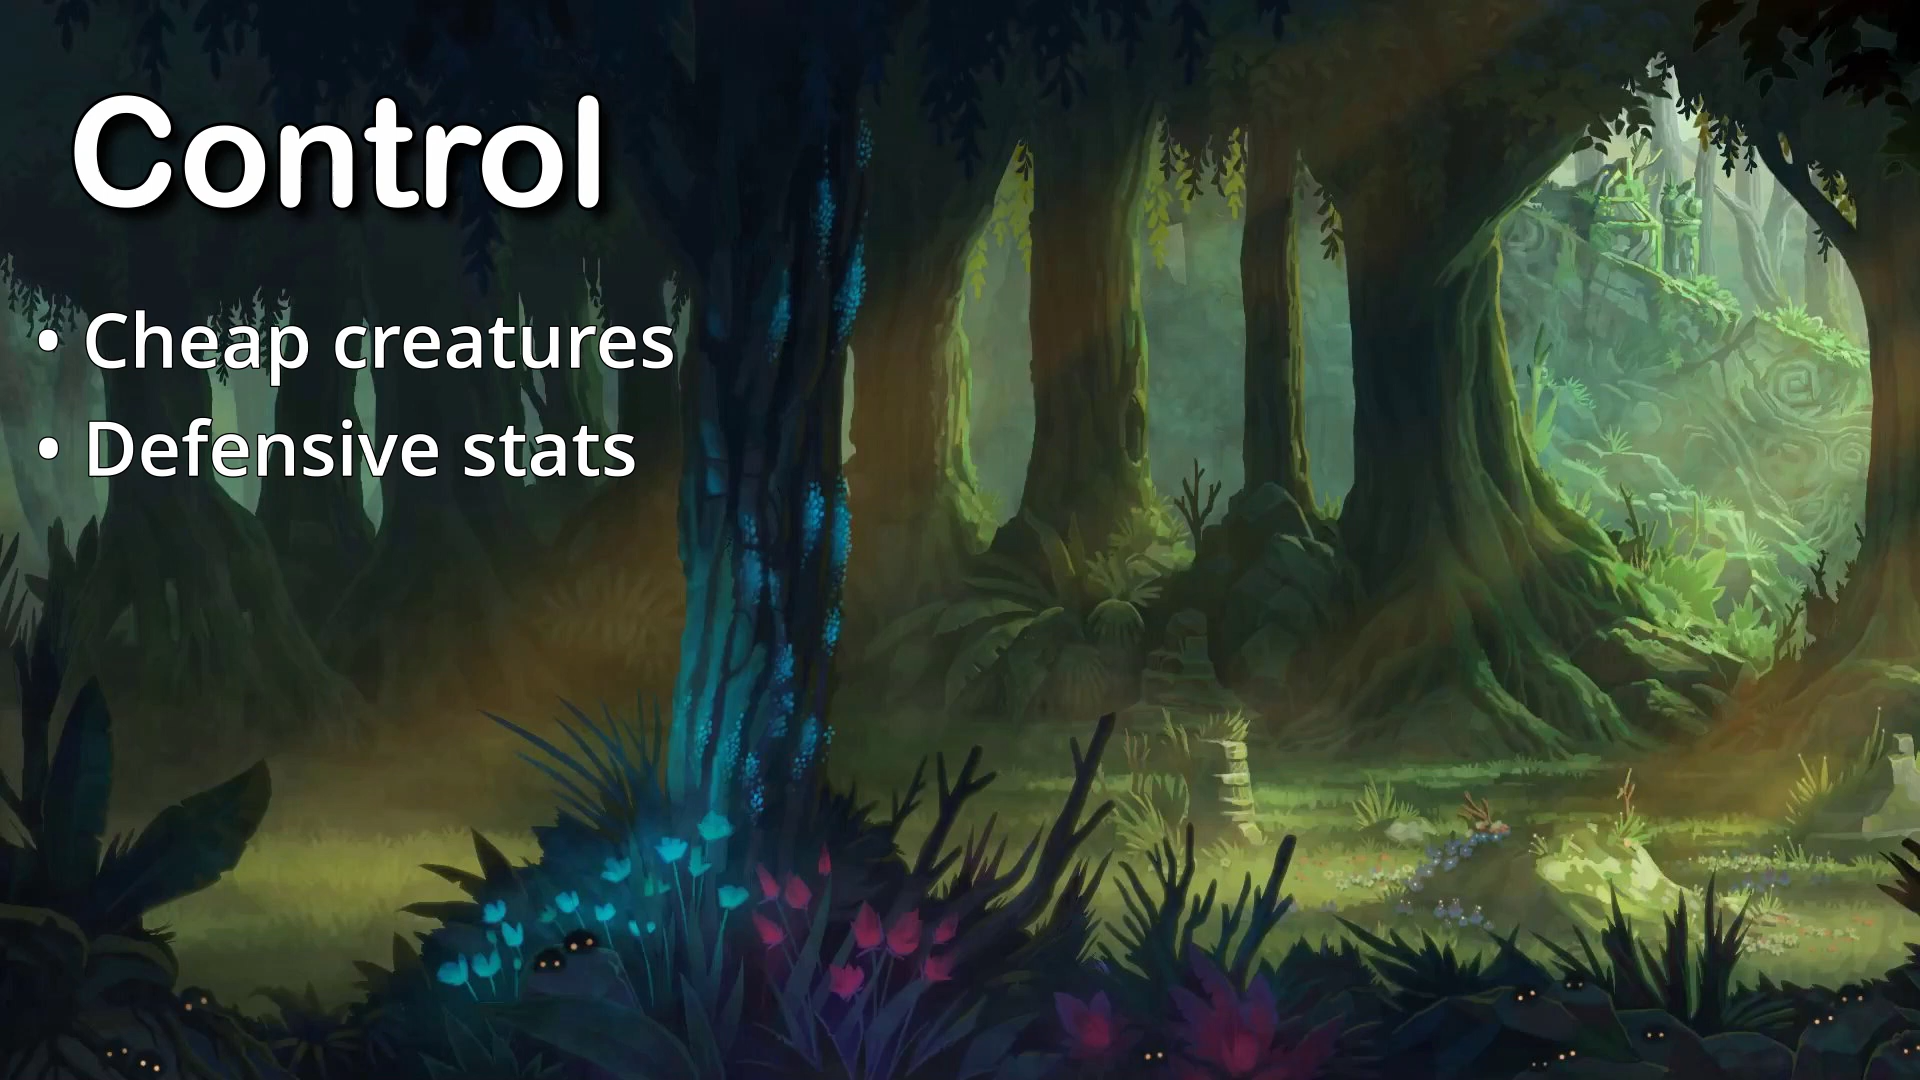 Control
• Cheap creatures
• Defensive stats